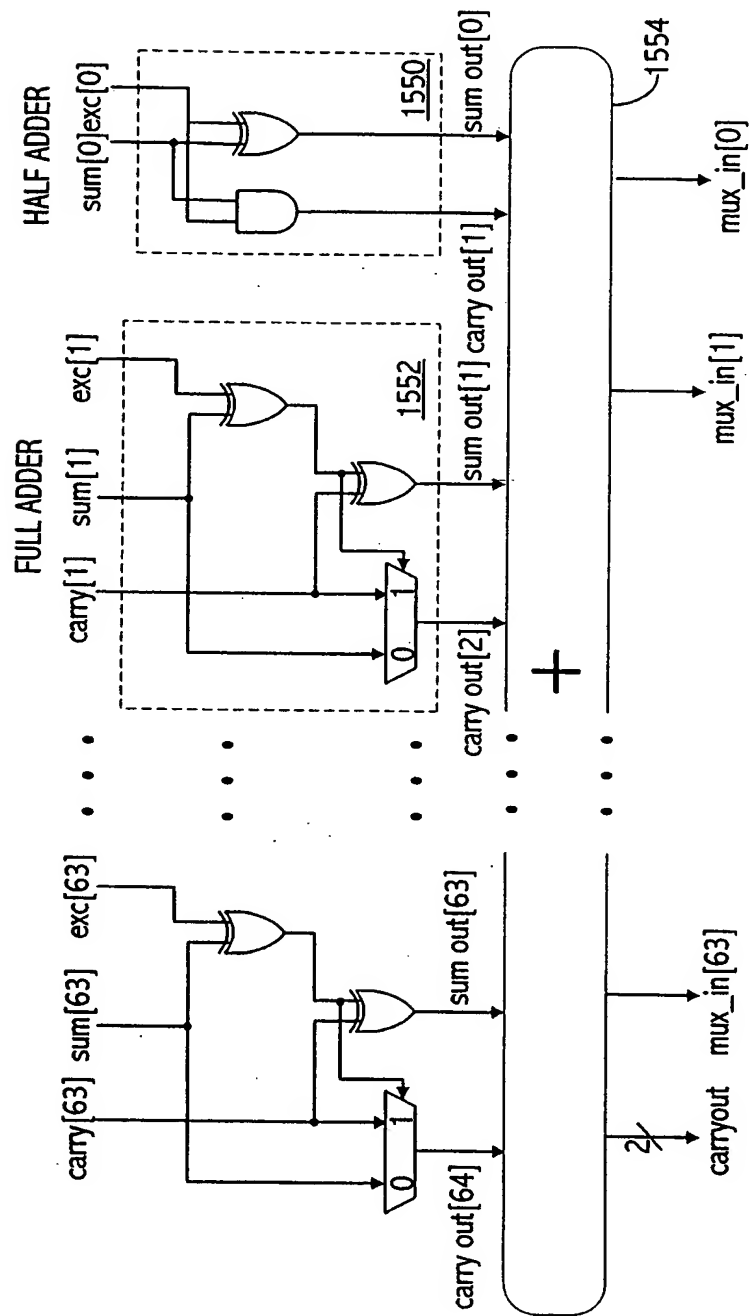 FULL ADDER
HALF ADDER
carry[63]
sum[63]
exc[63]
carry[1]
sum[1]
exc[1]
sum[0]
exc[0]
0
1
0
1
1552
1550
carry out[64]
sum out[63]
carry out[2]
sum out[1]
carry out[1]
sum out[0]
+
1554
2
carryout
mux_in[63]
mux_in[1]
mux_in[0]